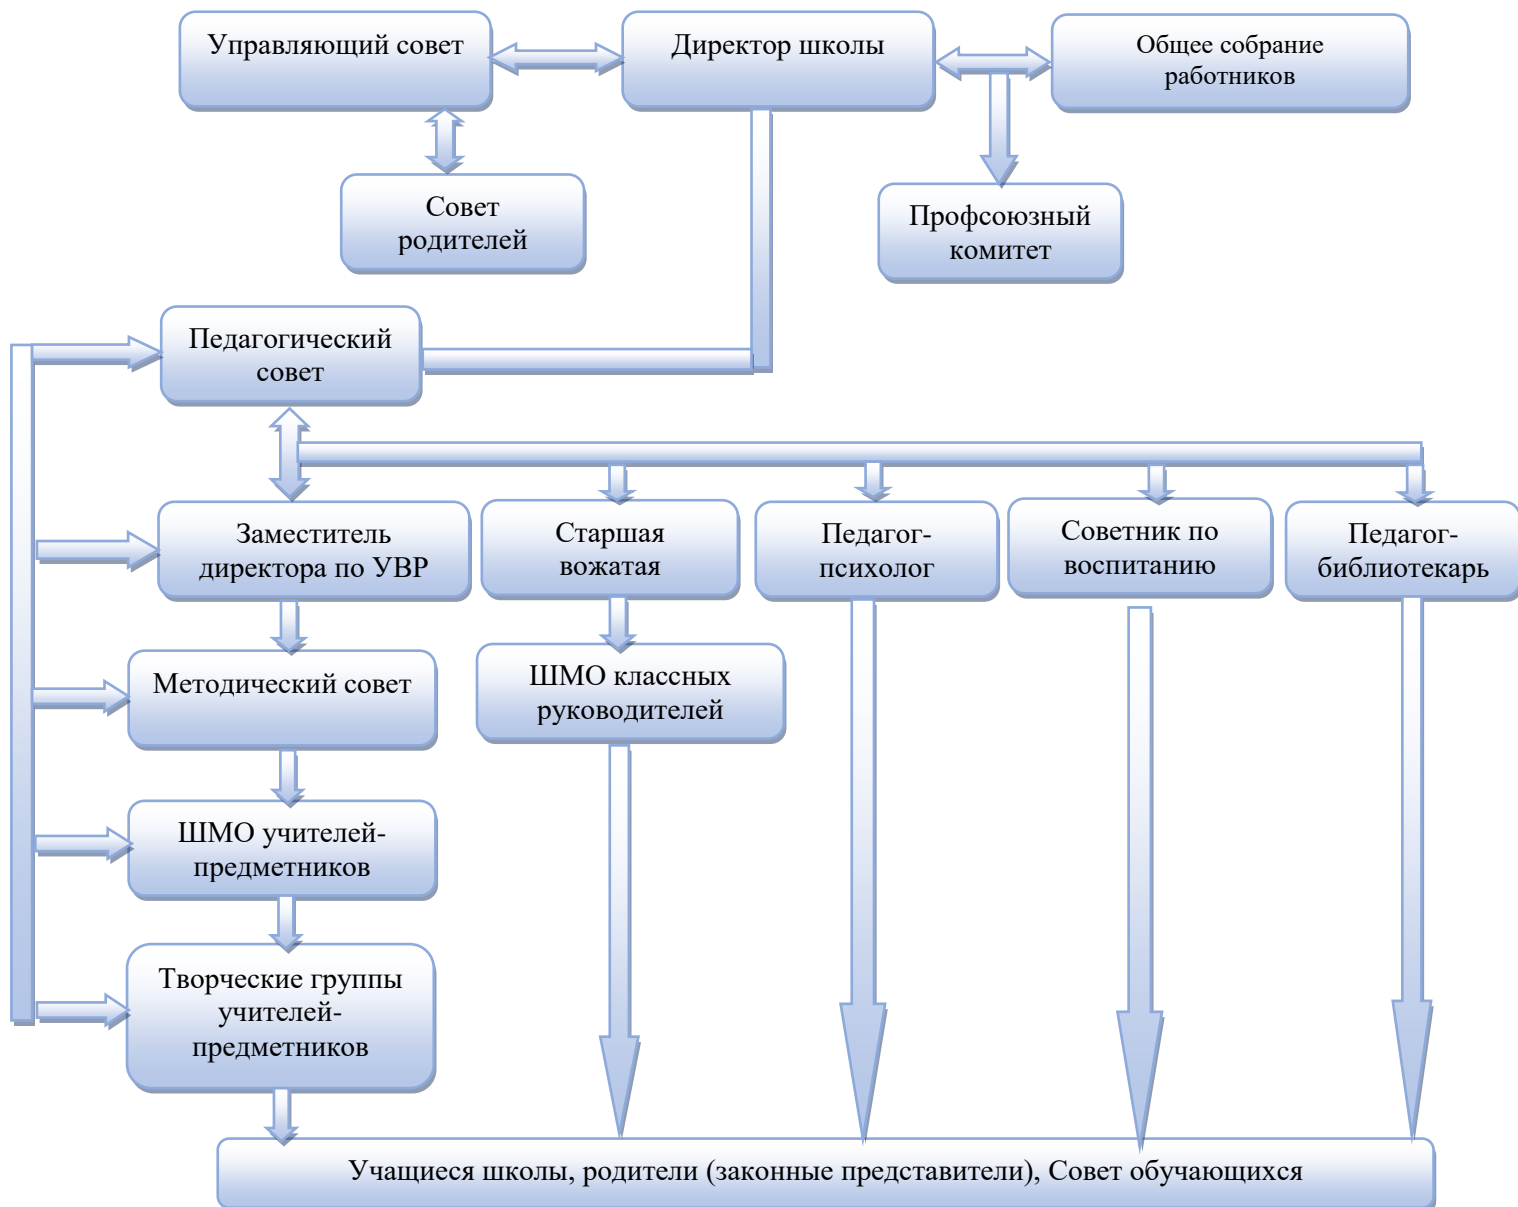 Управляющий совет
Директор школы
Общее собрание
работников
Совет
родителей
Профсоюзный
комитет
Педагогический
совет
Заместитель
директора по УВР
Старшая
вожатая
Педагог-
психолог
Советник по
воспитанию
Педагог-
библиотекарь
Методический совет
ШМО классных
руководителей
ШМО учителей-
предметников
Творческие группы
учителей-
предметников
Учащиеся школы, родители (законные представители), Совет обучающихся